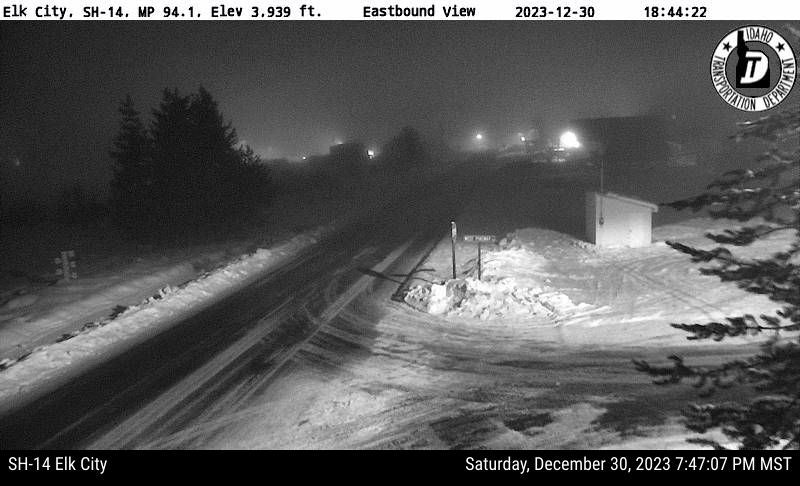 Elk City, SH-14, MP 94.1, Elev 3,939 ft. Eastbound View 2023-12-30 18:44:22
IDAHO
TRANSPORTATION DEPARTMENT
SH-14 Elk City
Saturday, December 30, 2023 7:47:07 PM MST